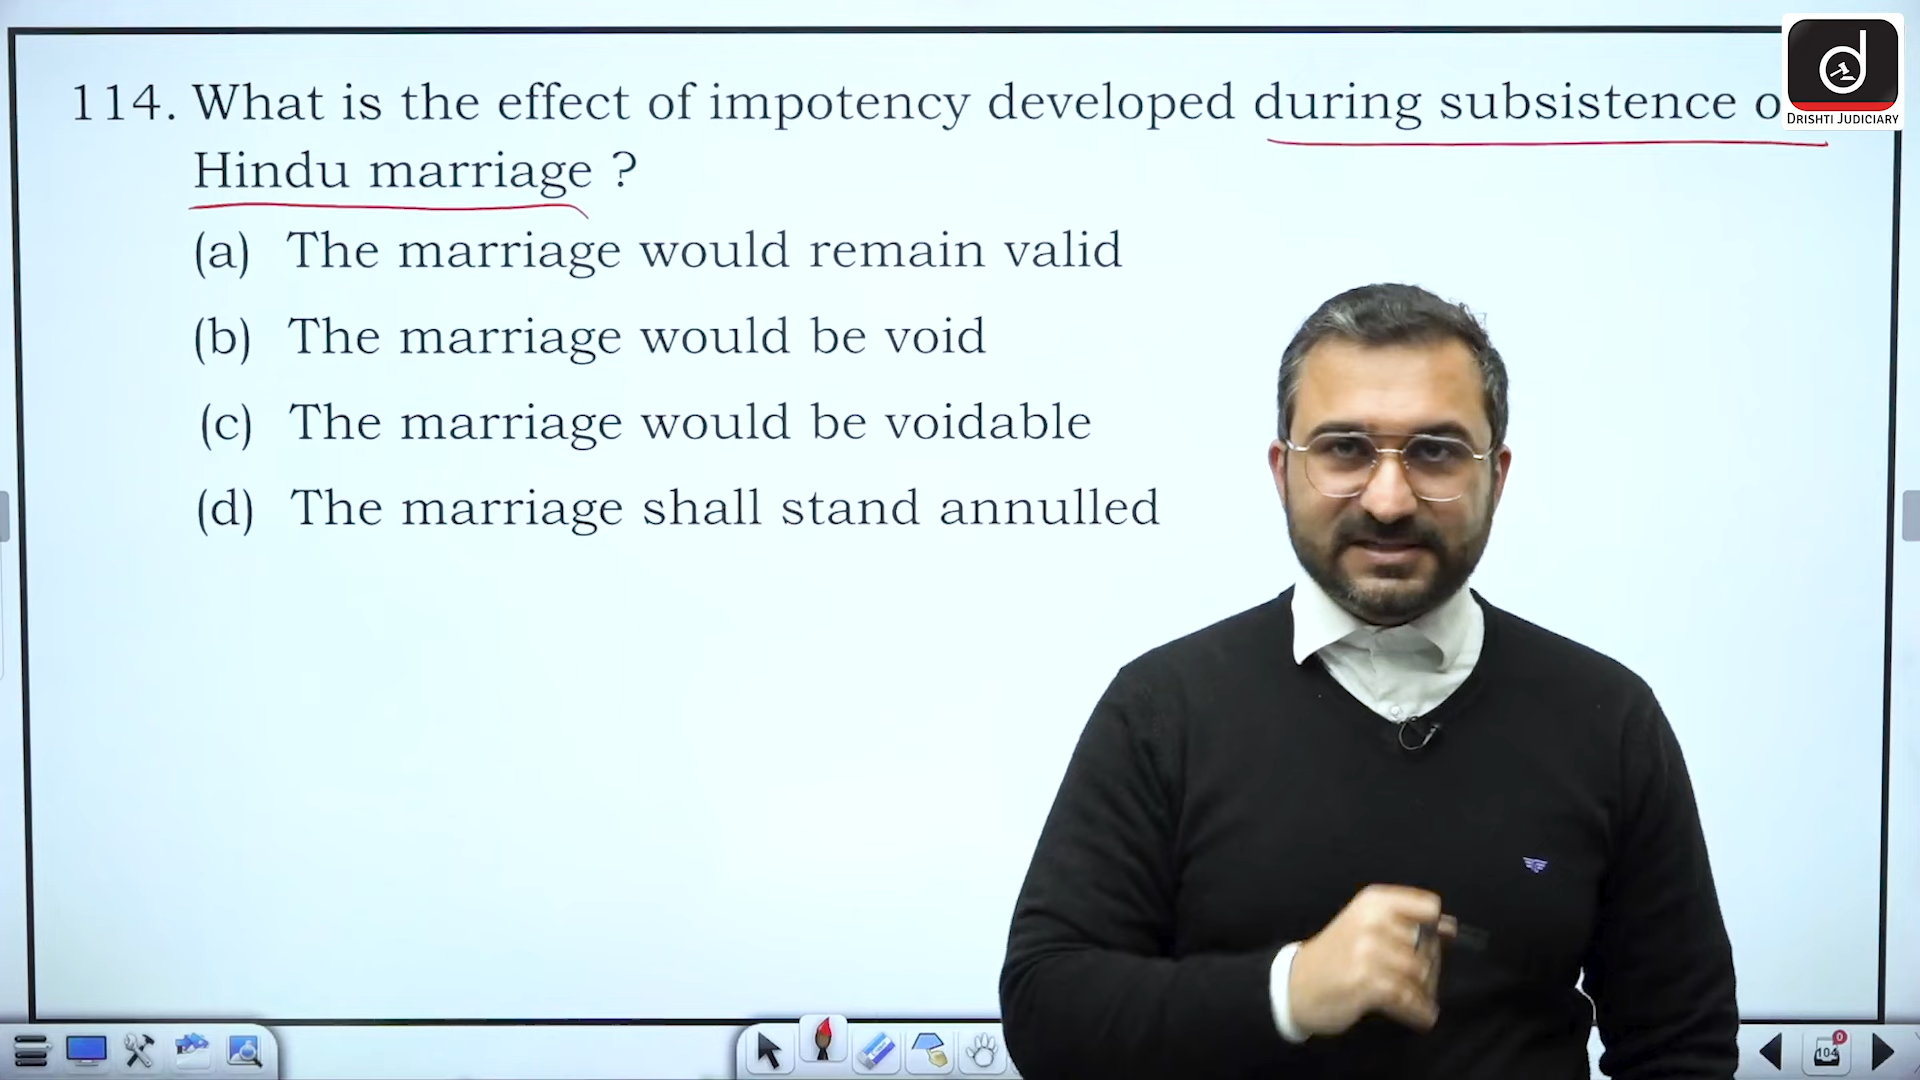 114. What is the effect of impotency developed during subsistence
Hindu marriage ?
(a) The marriage would remain valid
(b) The marriage would be void
(c) The marriage would be voidable
(d) The marriage shall stand annulled
DRISHTI JUDICIARY
104
0